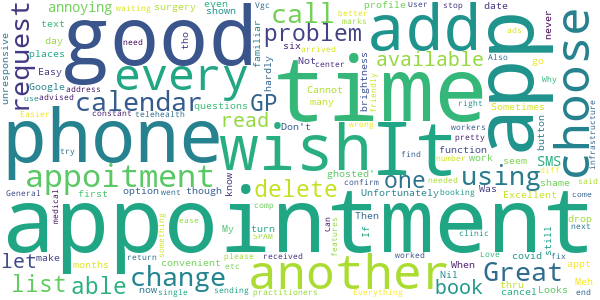 annoying waiting surgery even shown Vgc
call user stop date
profile ads
better
marks
good
add
request
text
day
places
tho
familiar
six
problem
never
unresponsive
need
Easy
every
time
arrived
Not
center
brightness
available
Also
go
Why
app
choose
infrastructure
Google
use
address
advised
calendar
GP
hardly
Cannot
many
friendly
right
Sometimes
button
constant
telehealth
questions
Don't
wrong
workers
pretty
diff
Easier
phone
read
wishIt
function
SMS
try
find
number
work
seem
shame
said
appoitment
delete
ghosted'
one
using
Was
issues
General
medical
option
went
though
know
confirm
needed
Unfortunately
booking
Excellent
come
first
something
appointment
please
comp
turn
SPAM
Can
features
Then
If
worked
still
drop
next
let
make
My
change
another
Great
months
return
etc
received
When
Love
covid
fix
appt
list
able
convenient
now
single
sending
practitioners
Everything
book
Nil
thru
cancel
Looks
Meh
end